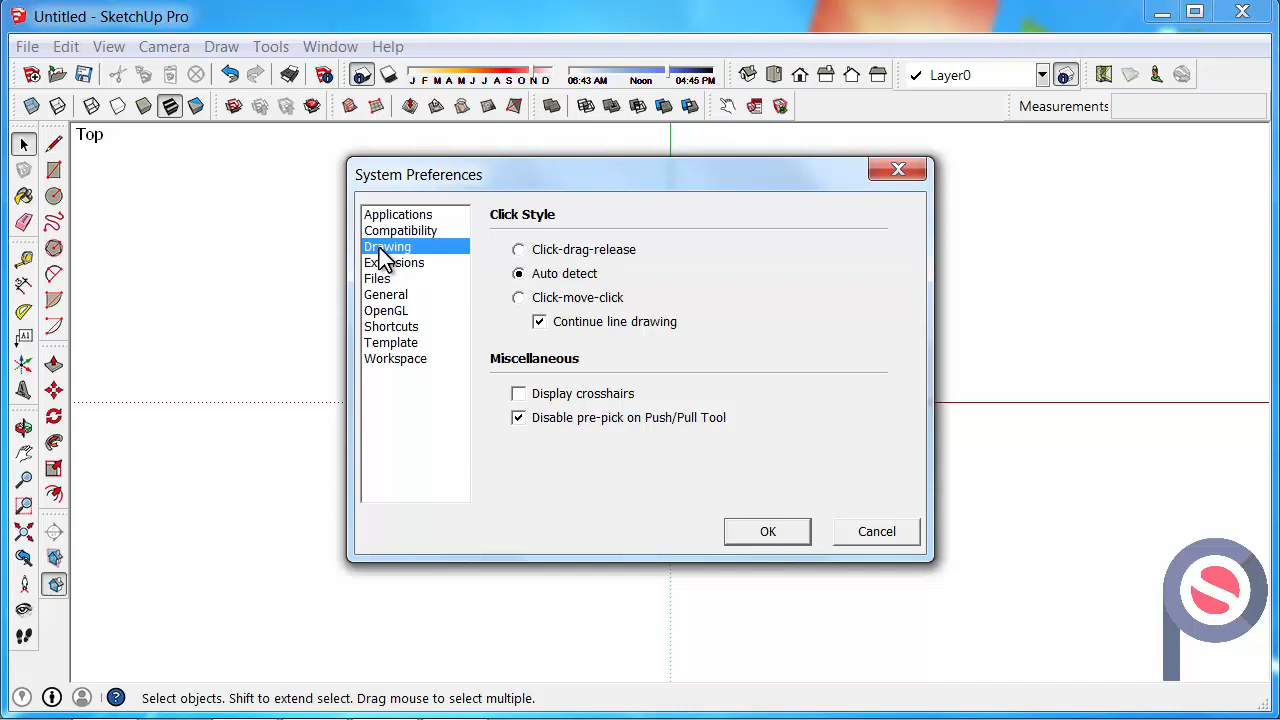 Untitled - SketchUp Pro
File Edit View Camera Draw Tools Window Help
J F M A M J J A S O N D 06:43 AM Noon 04:45 PM Layer0
Measurements
Top
System Preferences
Applications
Compatibility
Drawing
Extensions
Files
General
OpenGL
Shortcuts
Template
Workspace
Click Style
Click-drag-release
Auto detect
Click-move-click
Continue line drawing
Miscellaneous
Display crosshairs
Disable pre-pick on Push/Pull Tool
OK Cancel
Select objects. Shift to extend select. Drag mouse to select multiple.